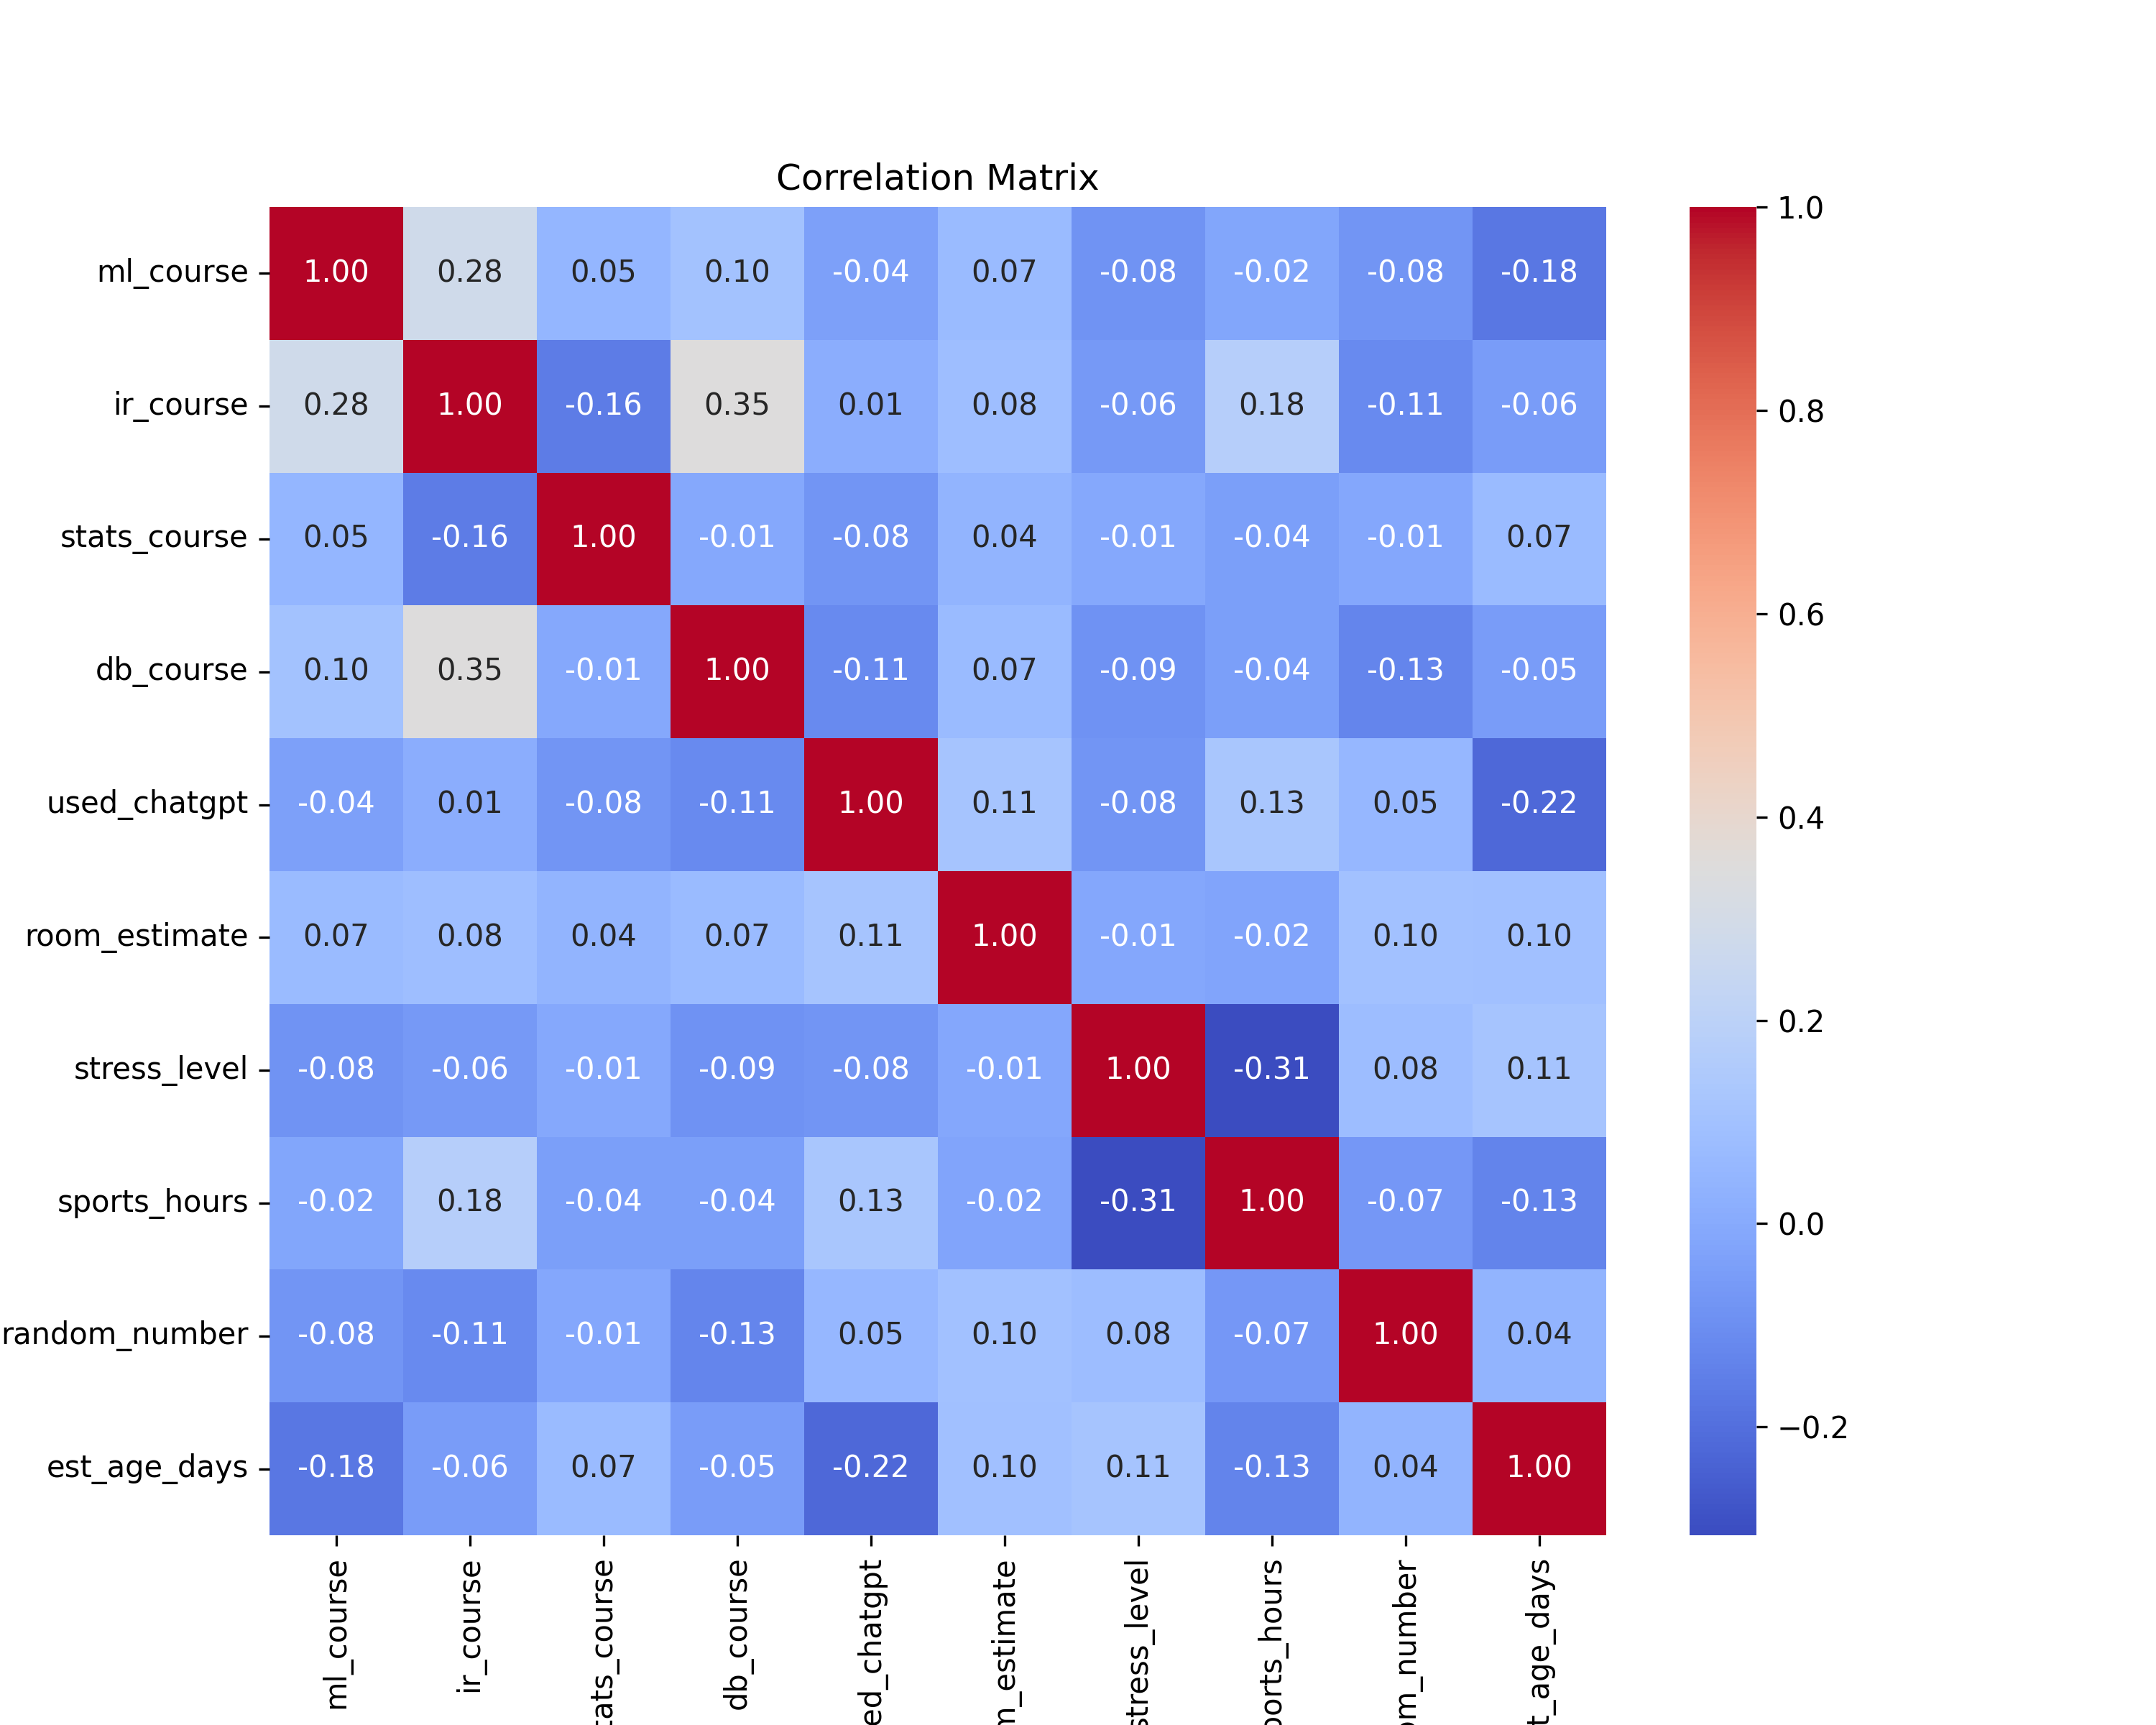 Correlation Matrix
ml_course 1.00 0.28 0.05 0.10 -0.04 0.07 -0.08 -0.02 -0.08 -0.18
ir_course 0.28 1.00 -0.16 0.35 0.01 0.08 -0.06 0.18 -0.11 -0.06
stats_course 0.05 -0.16 1.00 -0.01 -0.08 0.04 -0.01 -0.04 -0.01 0.07
db_course 0.10 0.35 -0.01 1.00 -0.11 0.07 -0.09 -0.04 -0.13 -0.05
used_chatgpt -0.04 0.01 -0.08 -0.11 1.00 0.11 -0.08 0.13 0.05 -0.22
room_estimate 0.07 0.08 0.04 0.07 0.11 1.00 -0.01 -0.02 0.10 0.10
stress_level -0.08 -0.06 -0.01 -0.09 -0.08 -0.01 1.00 -0.31 0.08 0.11
sports_hours -0.02 0.18 -0.04 -0.04 0.13 -0.02 -0.31 1.00 -0.07 -0.13
random_number -0.08 -0.11 -0.01 -0.13 0.05 0.10 0.08 -0.07 1.00 0.04
est_age_days -0.18 -0.06 0.07 -0.05 -0.22 0.10 0.11 -0.13 0.04 1.00
ml_course
ir_course
tats_course
db_course
ed_chatgpt
m_estimate
stress_level
ports_hours
om_number
t_age_days
1.0
0.8
0.6
0.4
0.2
0.0
−0.2